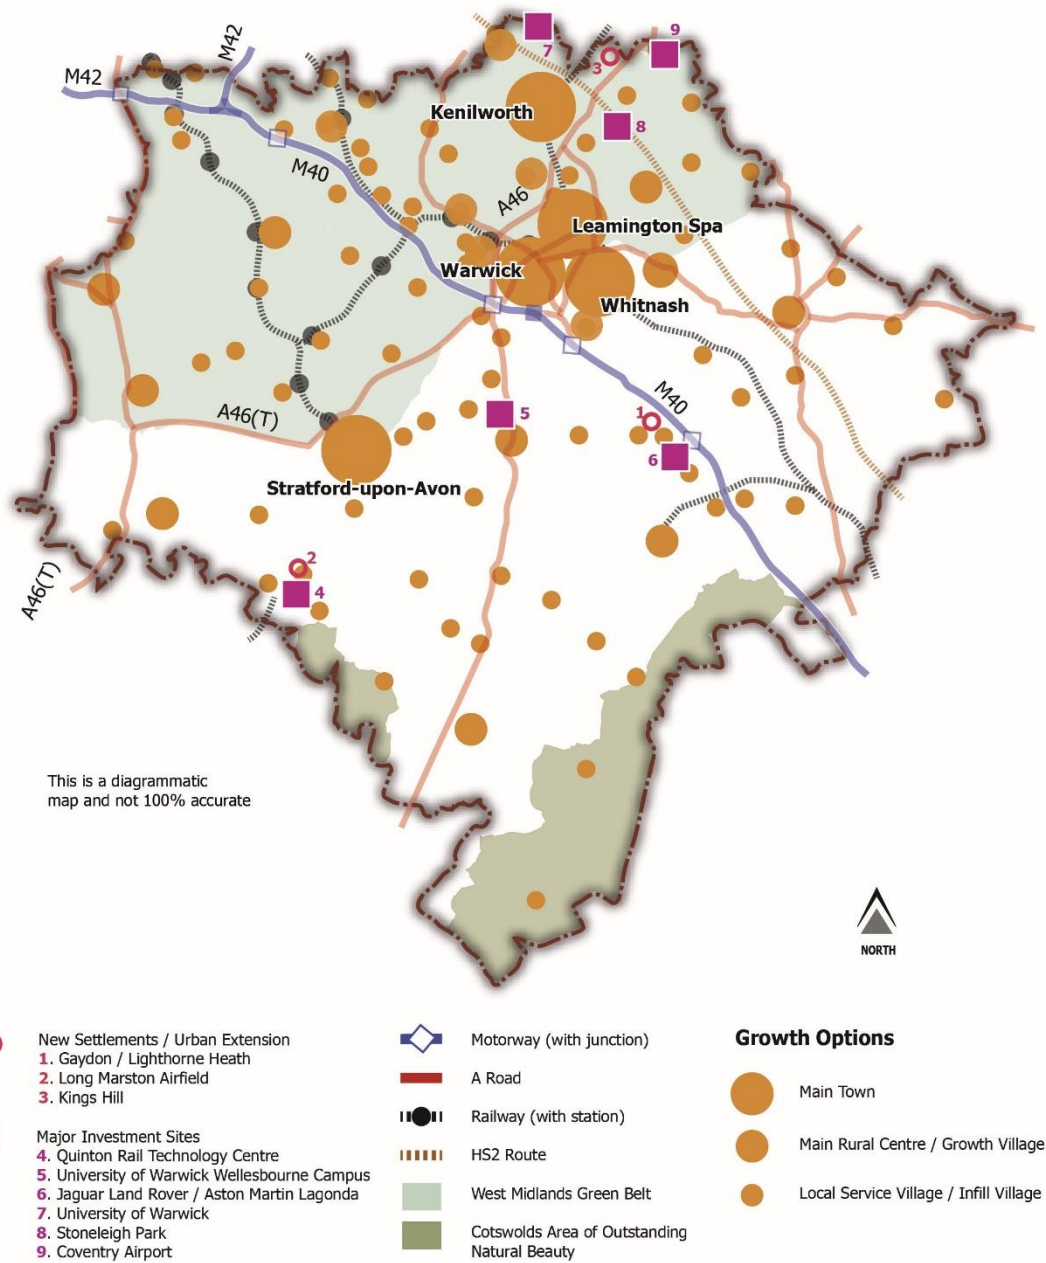 M42
M42
7
9
3
Kenilworth
8
M40
A46
Leamington Spa
Warwick
Whitnash
A46(T)
M40
5
1
6
Stratford-upon-Avon
2
4
A46(T)
This is a diagrammatic
map and not 100% accurate
NORTH
New Settlements / Urban Extension
1. Gaydon / Lighthorne Heath
2. Long Marston Airfield
3. Kings Hill
Major Investment Sites
4. Quinton Rail Technology Centre
5. University of Warwick Wellesbourne Campus
6. Jaguar Land Rover / Aston Martin Lagonda
7. University of Warwick
8. Stoneleigh Park
9. Coventry Airport
Motorway (with junction)
A Road
Railway (with station)
HS2 Route
West Midlands Green Belt
Cotswolds Area of Outstanding
Natural Beauty
Growth Options
Main Town
Main Rural Centre / Growth Village
Local Service Village / Infill Village